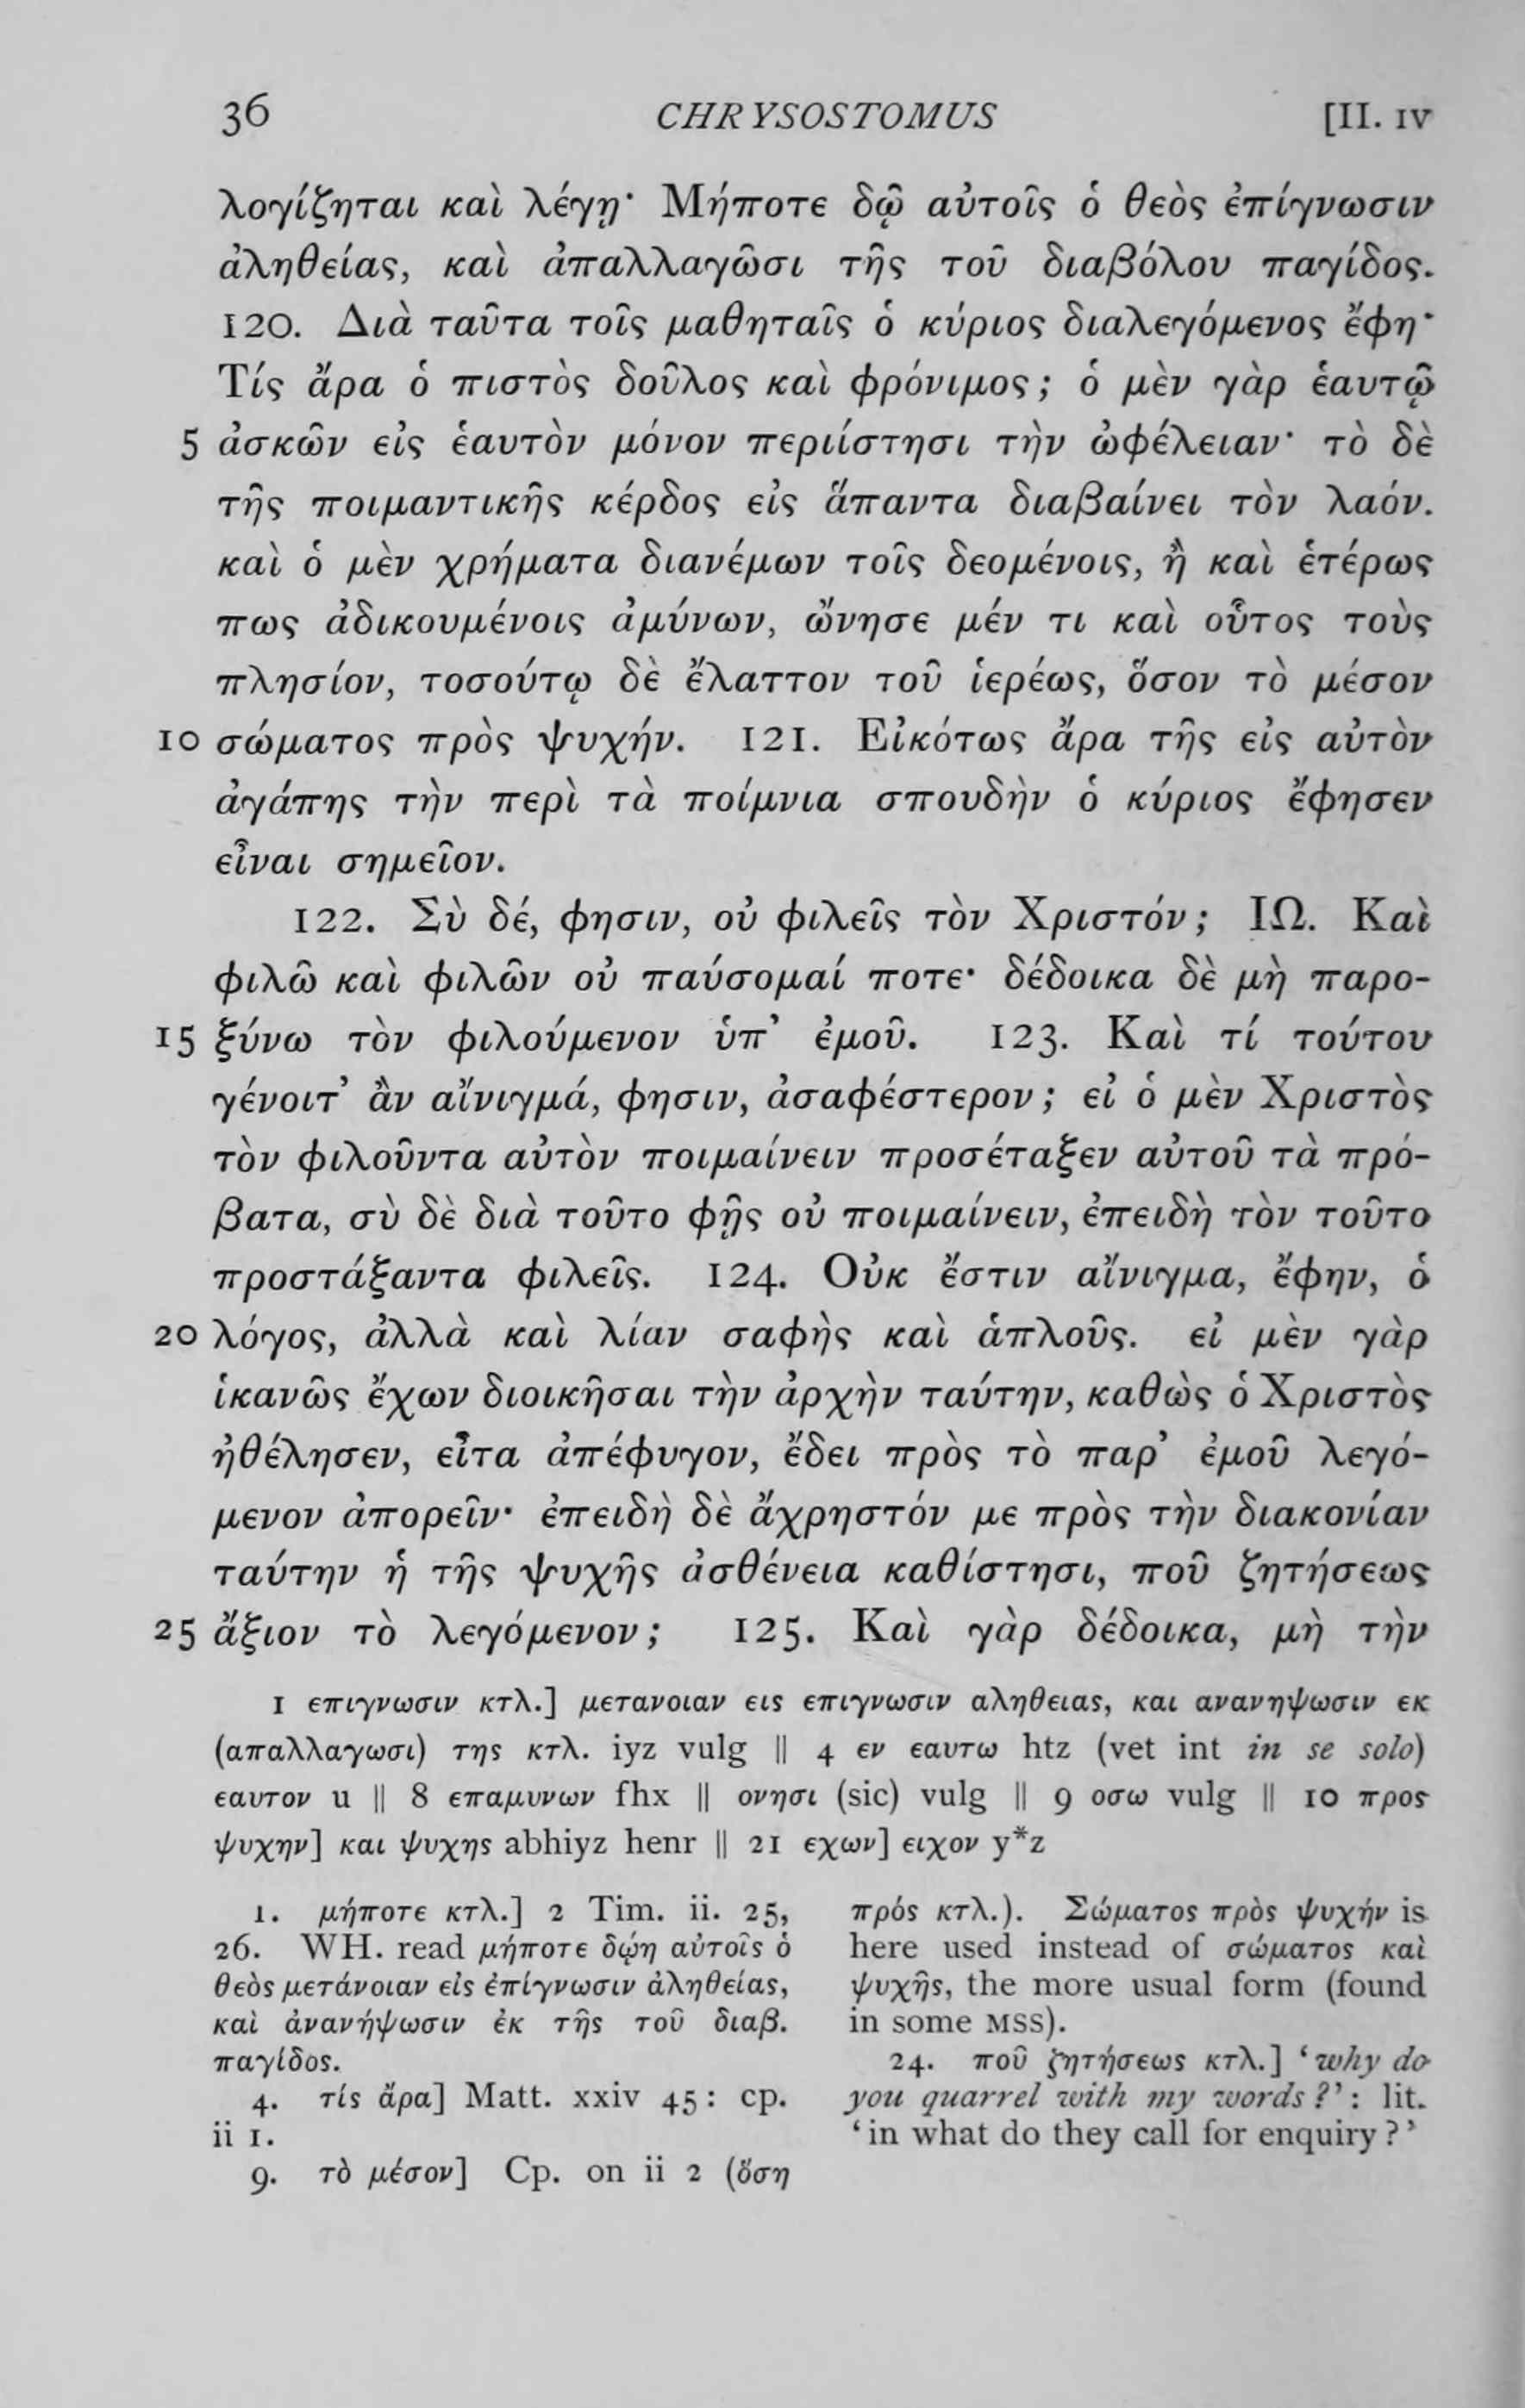 36 CHRYSOSTOMUS [II. iv
λογίζηται καὶ λέγῃ· Μήποτε δῷ αὐτοῖς ὁ θεὸς ἐπίγνωσιν
ἀληθείας, καὶ ἀπαλλαγῶσι τῆς τοῦ διαβόλου παγίδος.
120. Διὰ ταῦτα τοῖς μαθηταῖς ὁ κύριος διαλεγόμενος ἔφη·
Τίς ἄρα ὁ πιστὸς δοῦλος καὶ φρόνιμος; ὁ μὲν γὰρ ἑαυτῷ
5 ἀσκῶν εἰς ἑαυτὸν μόνον περιίστησι τὴν ὠφέλειαν· τὸ δὲ
τῆς ποιμαντικῆς κέρδος εἰς ἅπαντα διαβαίνει τὸν λαόν.
καὶ ὁ μὲν χρήματα διανέμων τοῖς δεομένοις, ἢ καὶ ἑτέρως
πως ἀδικουμένοις ἀμύνων, ὤνησε μέν τι καὶ οὗτος τοὺς
πλησίον, τοσούτῳ δὲ ἔλαττον τοῦ ἱερέως, ὅσον τὸ μέσον
10 σώματος πρὸς ψυχήν. 121. Εἰκότως ἄρα τῆς εἰς αὐτὸν
ἀγάπης τὴν περὶ τὰ ποίμνια σπουδὴν ὁ κύριος ἔφησεν
εἶναι σημεῖον.
122. Σὺ δέ, φησιν, οὐ φιλεῖς τὸν Χριστόν; ΙΩ. Καὶ
φιλῶ καὶ φιλῶν οὐ παύσομαί ποτε· δέδοικα δὲ μὴ παρο-
15 ξύνω τὸν φιλούμενον ὑπ’ ἐμοῦ. 123. Καὶ τί τούτου
γένοιτ’ ἂν αἴνιγμά, φησιν, ἀσαφέστερον; εἰ ὁ μὲν Χριστὸς
τὸν φιλοῦντα αὐτὸν ποιμαίνειν προσέταξεν αὐτοῦ τὰ πρό-
βατα, σὺ δὲ διὰ τοῦτο φῂς οὐ ποιμαίνειν, ἐπειδὴ τὸν τοῦτο
προστάξαντα φιλεῖς. 124. Οὐκ ἔστιν αἴνιγμα, ἔφην, ὁ
20 λόγος, ἀλλὰ καὶ λίαν σαφὴς καὶ ἁπλοῦς. εἰ μὲν γὰρ
ἱκανῶς ἔχων διοικῆσαι τὴν ἀρχὴν ταύτην, καθὼς ὁ Χριστὸς
ἠθέλησεν, εἶτα ἀπέφυγον, ἔδει πρὸς τὸ παρ’ ἐμοῦ λεγό-
μενον ἀπορεῖν· ἐπειδὴ δὲ ἄχρηστόν με πρὸς τὴν διακονίαν
ταύτην ἡ τῆς ψυχῆς ἀσθένεια καθίστησι, ποῦ ζητήσεως
25 ἄξιον τὸ λεγόμενον; 125. Καὶ γὰρ δέδοικα, μὴ τὴν
1 επιγνωσιν κτλ.] μετανοιαν εις επιγνωσιν αληθειας, και ανανηψωσιν εκ
(απαλλαγωσι) της κτλ. iyz vulg || 4 εν εαυτω htz (vet int in se solo)
εαυτον u || 8 επαμυνων fhx || ονησι (sic) vulg || 9 οσω vulg || 10 προς
ψυχην] και ψυχης abhiyz henr || 21 εχων] ειχον y*z
1. μήποτε κτλ.] 2 Tim. ii. 25,
26. WH. read μήποτε δῴη αὐτοῖς ὁ
θεὸς μετάνοιαν εἰς ἐπίγνωσιν ἀληθείας,
καὶ ἀνανήψωσιν ἐκ τῆς τοῦ διαβ.
παγίδος.
4. τίς ἄρα] Matt. xxiv 45: cp.
ii 1.
9. τὸ μέσον] Cp. on ii 2 (ὅση
πρός κτλ.). Σώματος πρὸς ψυχήν is
here used instead of σώματος καὶ
ψυχῆς, the more usual form (found
in some MSS).
24. ποῦ ζητήσεως κτλ.] ‘why do
you quarrel with my words?’: lit.
‘in what do they call for enquiry?’